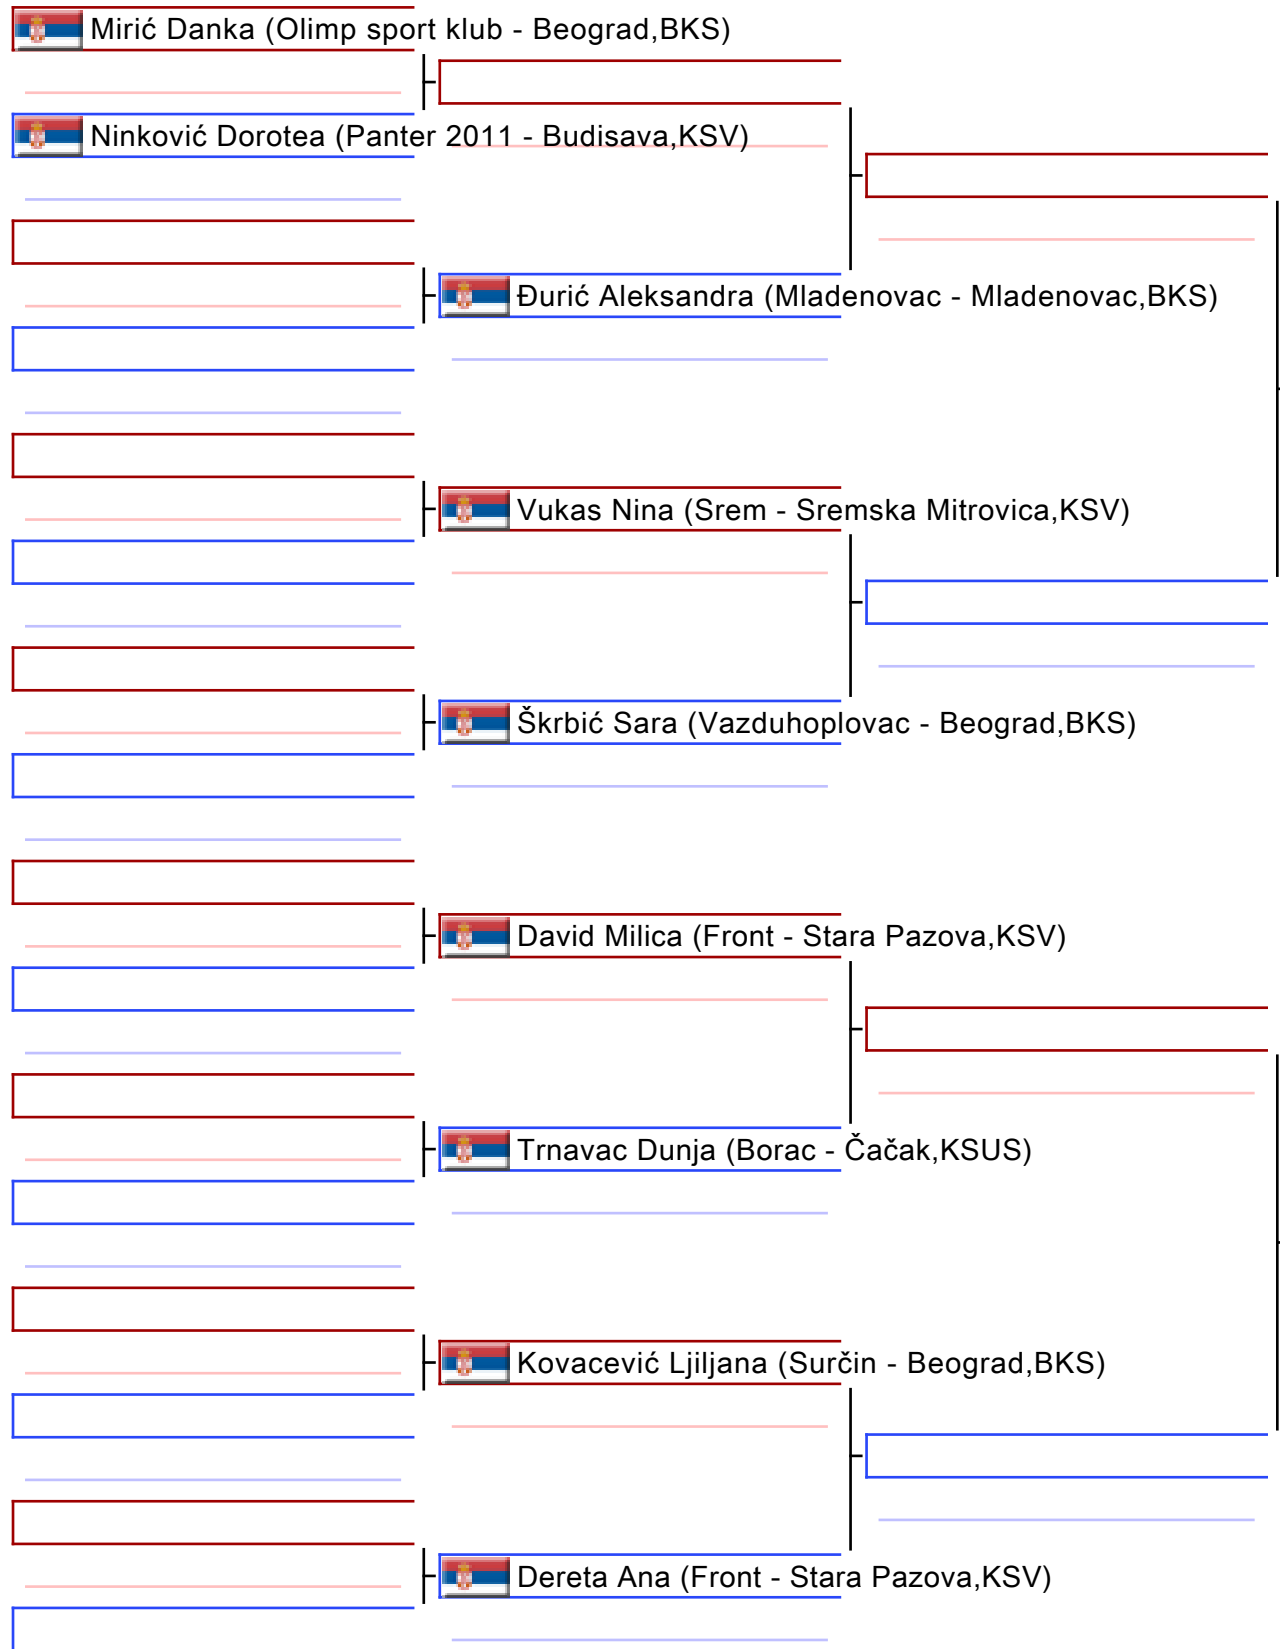 Mirić Danka (Olimp sport klub - Beograd,BKS)
Ninković Dorotea (Panter 2011 - Budisava,KSV)
Đurić Aleksandra (Mladenovac - Mladenovac,BKS)
Vukas Nina (Srem - Sremska Mitrovica,KSV)
Škrbić Sara (Vazduhoplovac - Beograd,BKS)
David Milica (Front - Stara Pazova,KSV)
Trnavac Dunja (Borac - Čačak,KSUS)
Kovacević Ljiljana (Surčin - Beograd,BKS)
Dereta Ana (Front - Stara Pazova,KSV)